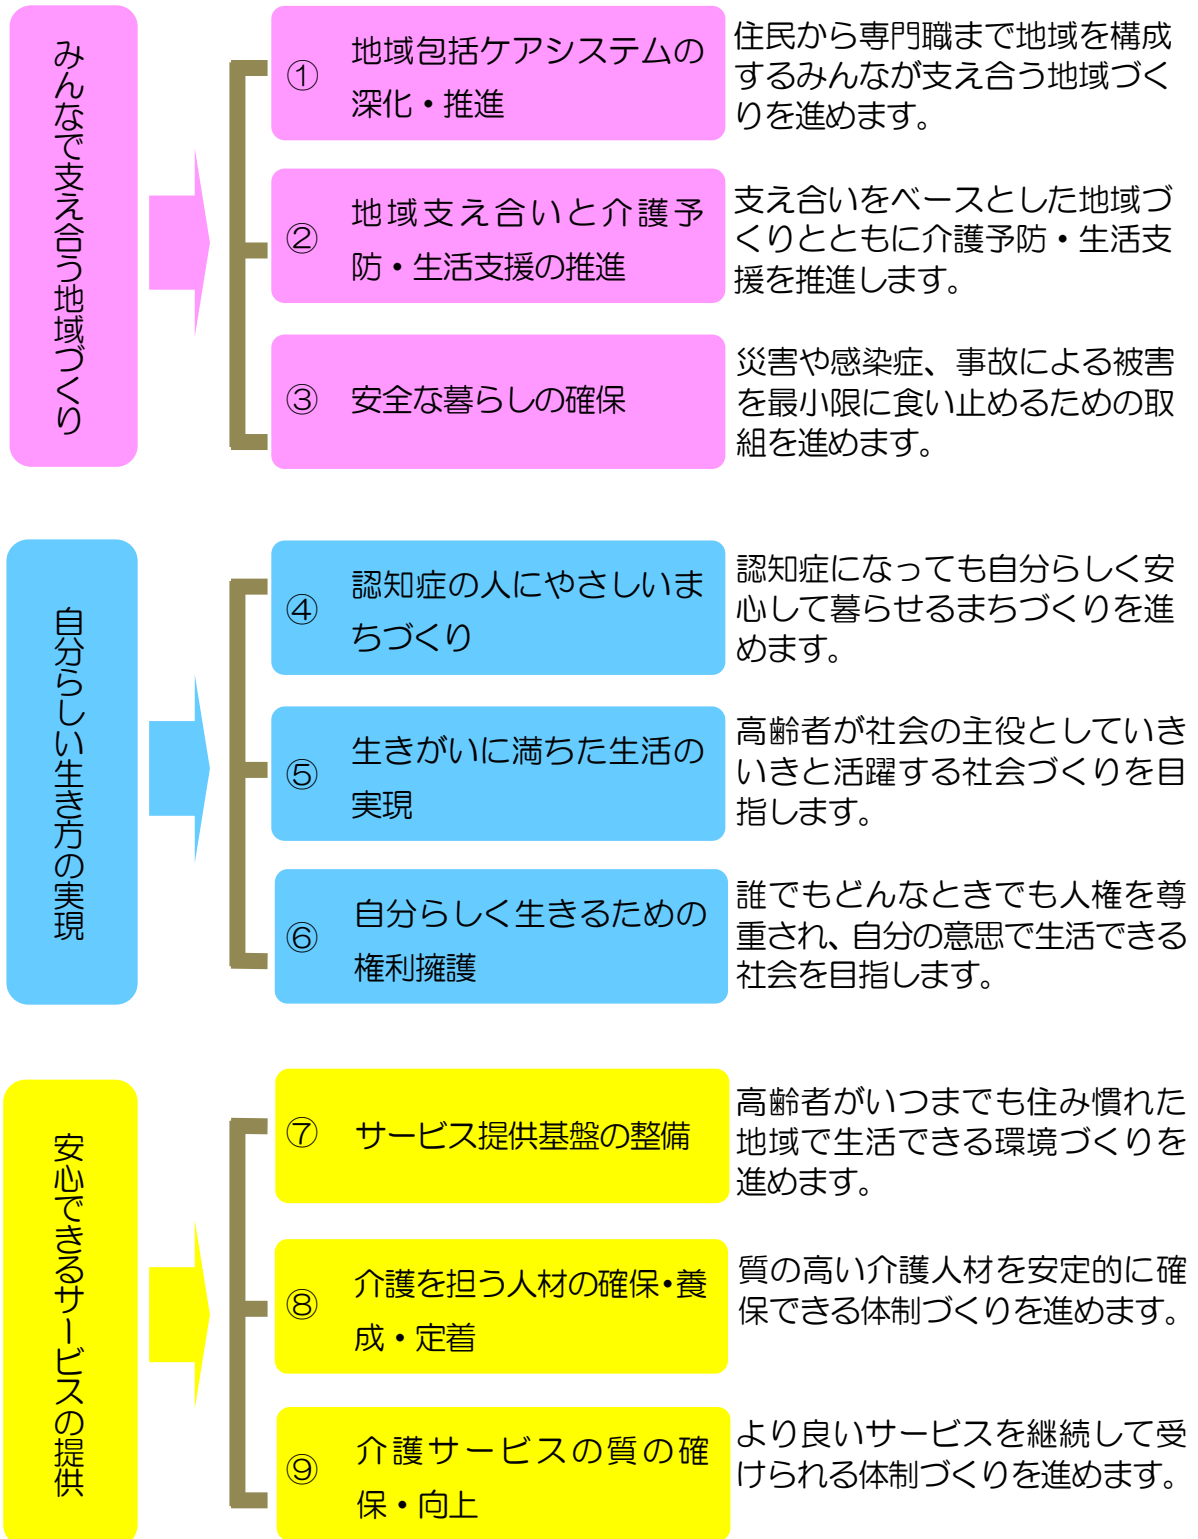 みんなで支え合う地域づくり
①
地域包括ケアシステムの
深化・推進
住民から専門職まで地域を構成
するみんなが支え合う地域づく
りを進めます。
②
地域支え合いと介護予
防・生活支援の推進
支え合いをベースとした地域づ
くりとともに介護予防・生活支
援を推進します。
③
安全な暮らしの確保
災害や感染症、事故による被害
を最小限に食い止めるための取
組を進めます。
自分らしい生き方の実現
④
認知症の人にやさしいま
ちづくり
認知症になっても自分らしく安
心して暮らせるまちづくりを進
めます。
⑤
生きがいに満ちた生活の
実現
高齢者が社会の主役としていき
いきと活躍する社会づくりを目
指します。
⑥
自分らしく生きるための
権利擁護
誰でもどんなときでも人権を尊
重され、自分の意思で生活できる
社会を目指します。
安心できるサービスの提供
⑦
サービス提供基盤の整備
高齢者がいつまでも住み慣れた
地域で生活できる環境づくりを
進めます。
⑧
介護を担う人材の確保・養
成・定着
質の高い介護人材を安定的に確
保できる体制づくりを進めます。
⑨
介護サービスの質の確
保・向上
より良いサービスを継続して受
けられる体制づくりを進めます。